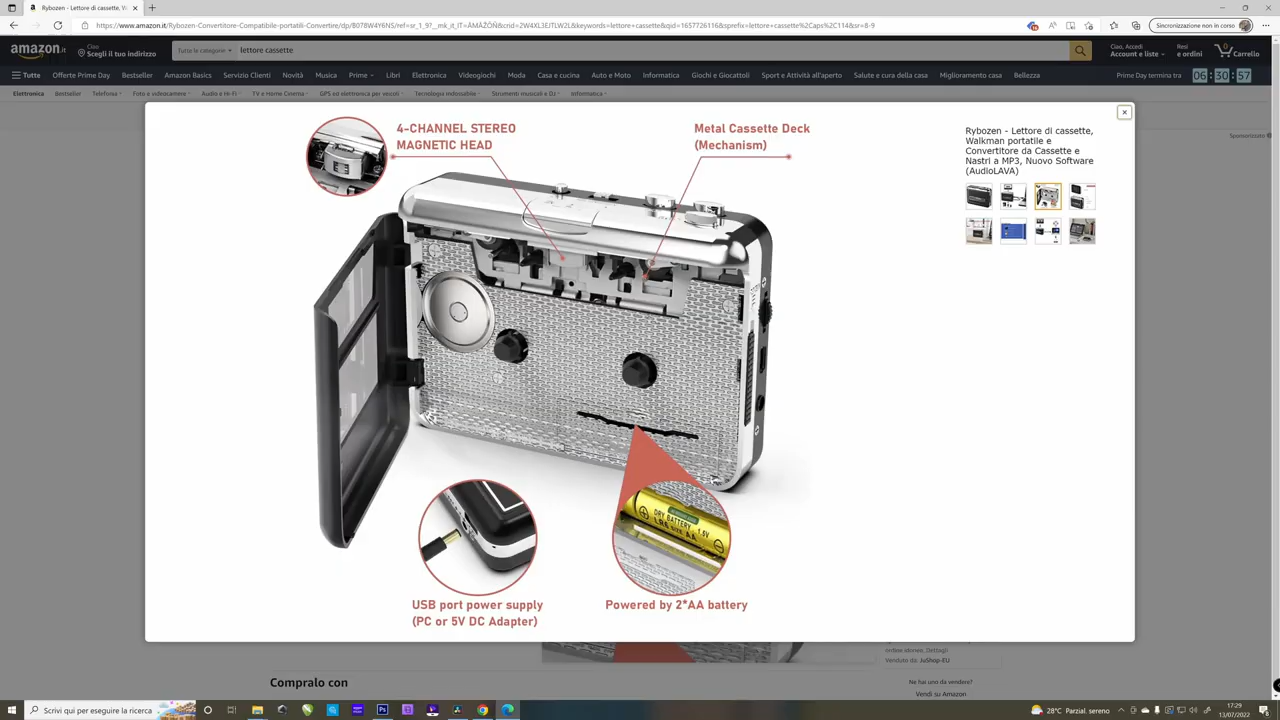 Rybozen - Lettore di cassette, W
https://www.amazon.it/Rybozen-Convertitore-Compatibile-portatili-Convertire/dp/B078W4Y6NS/ref=sr_1_9?__mk_it_IT=ÅMÅŽÕÑ&crid=2W4XL3EITLW2L&keywords=lettore+cassette&qid=1657726116&sprefix=lettore+cassette%2Caps%2C114&sr=8-9
Sincronizzazione non in corso
amazon.it
Ciao
Scegli il tuo indirizzo
Tutte le categorie
lettore cassette
Ciao, Accedi
Account e liste
Resi
e ordini
0
Carrello
Tutte
Offerte Prime Day
Bestseller
Amazon Basics
Servizio Clienti
Novità
Musica
Prime
Libri
Elettronica
Videogiochi
Moda
Casa e cucina
Auto e Moto
Informatica
Giochi e Giocattoli
Sport e Attività all'aperto
Salute e cura della casa
Miglioramento casa
Bellezza
Prime Day termina tra
06 : 30 : 57
Elettronica
Bestseller
Telefonia
Foto e videocamere
Audio e Hi-Fi
TV e Home Cinema
GPS ed elettronica per veicoli
Tecnologia indossabile
Strumenti musicali e DJ
Informatica
Sponsorizzato
4-CHANNEL STEREO
MAGNETIC HEAD
Metal Cassette Deck
(Mechanism)
Rybozen - Lettore di cassette,
Walkman portatile e
Convertitore da Cassette e
Nastri a MP3, Nuovo Software
(AudioLAVA)
DRY BATTERY 1.5V
LR6 SIZE AA
USB port power supply
(PC or 5V DC Adapter)
Powered by 2*AA battery
Dettagli
Venduto da: JuShop-EU
Compralo con
Ne hai uno da vendere?
Vendi su Amazon
Scrivi qui per eseguire la ricerca
28°C Parzial. sereno
17:29
13/07/2022